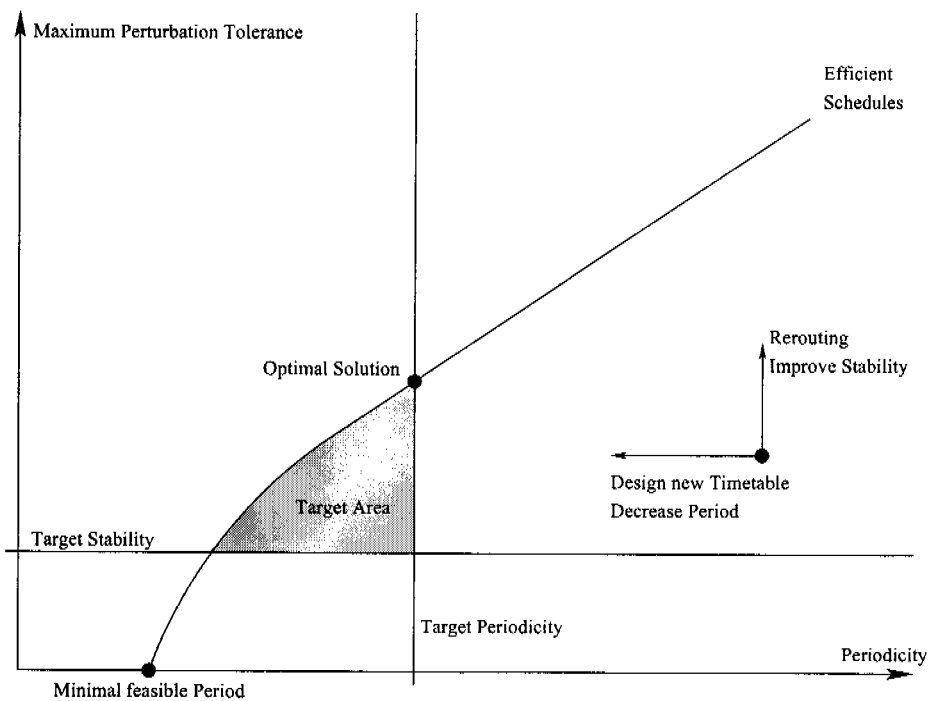 Maximum Perturbation Tolerance
Efficient
Schedules
Rerouting
Improve Stability
Optimal Solution
Design new Timetable
Decrease Period
Target Area
Target Stability
Target Periodicity
Periodicity
Minimal feasible Period